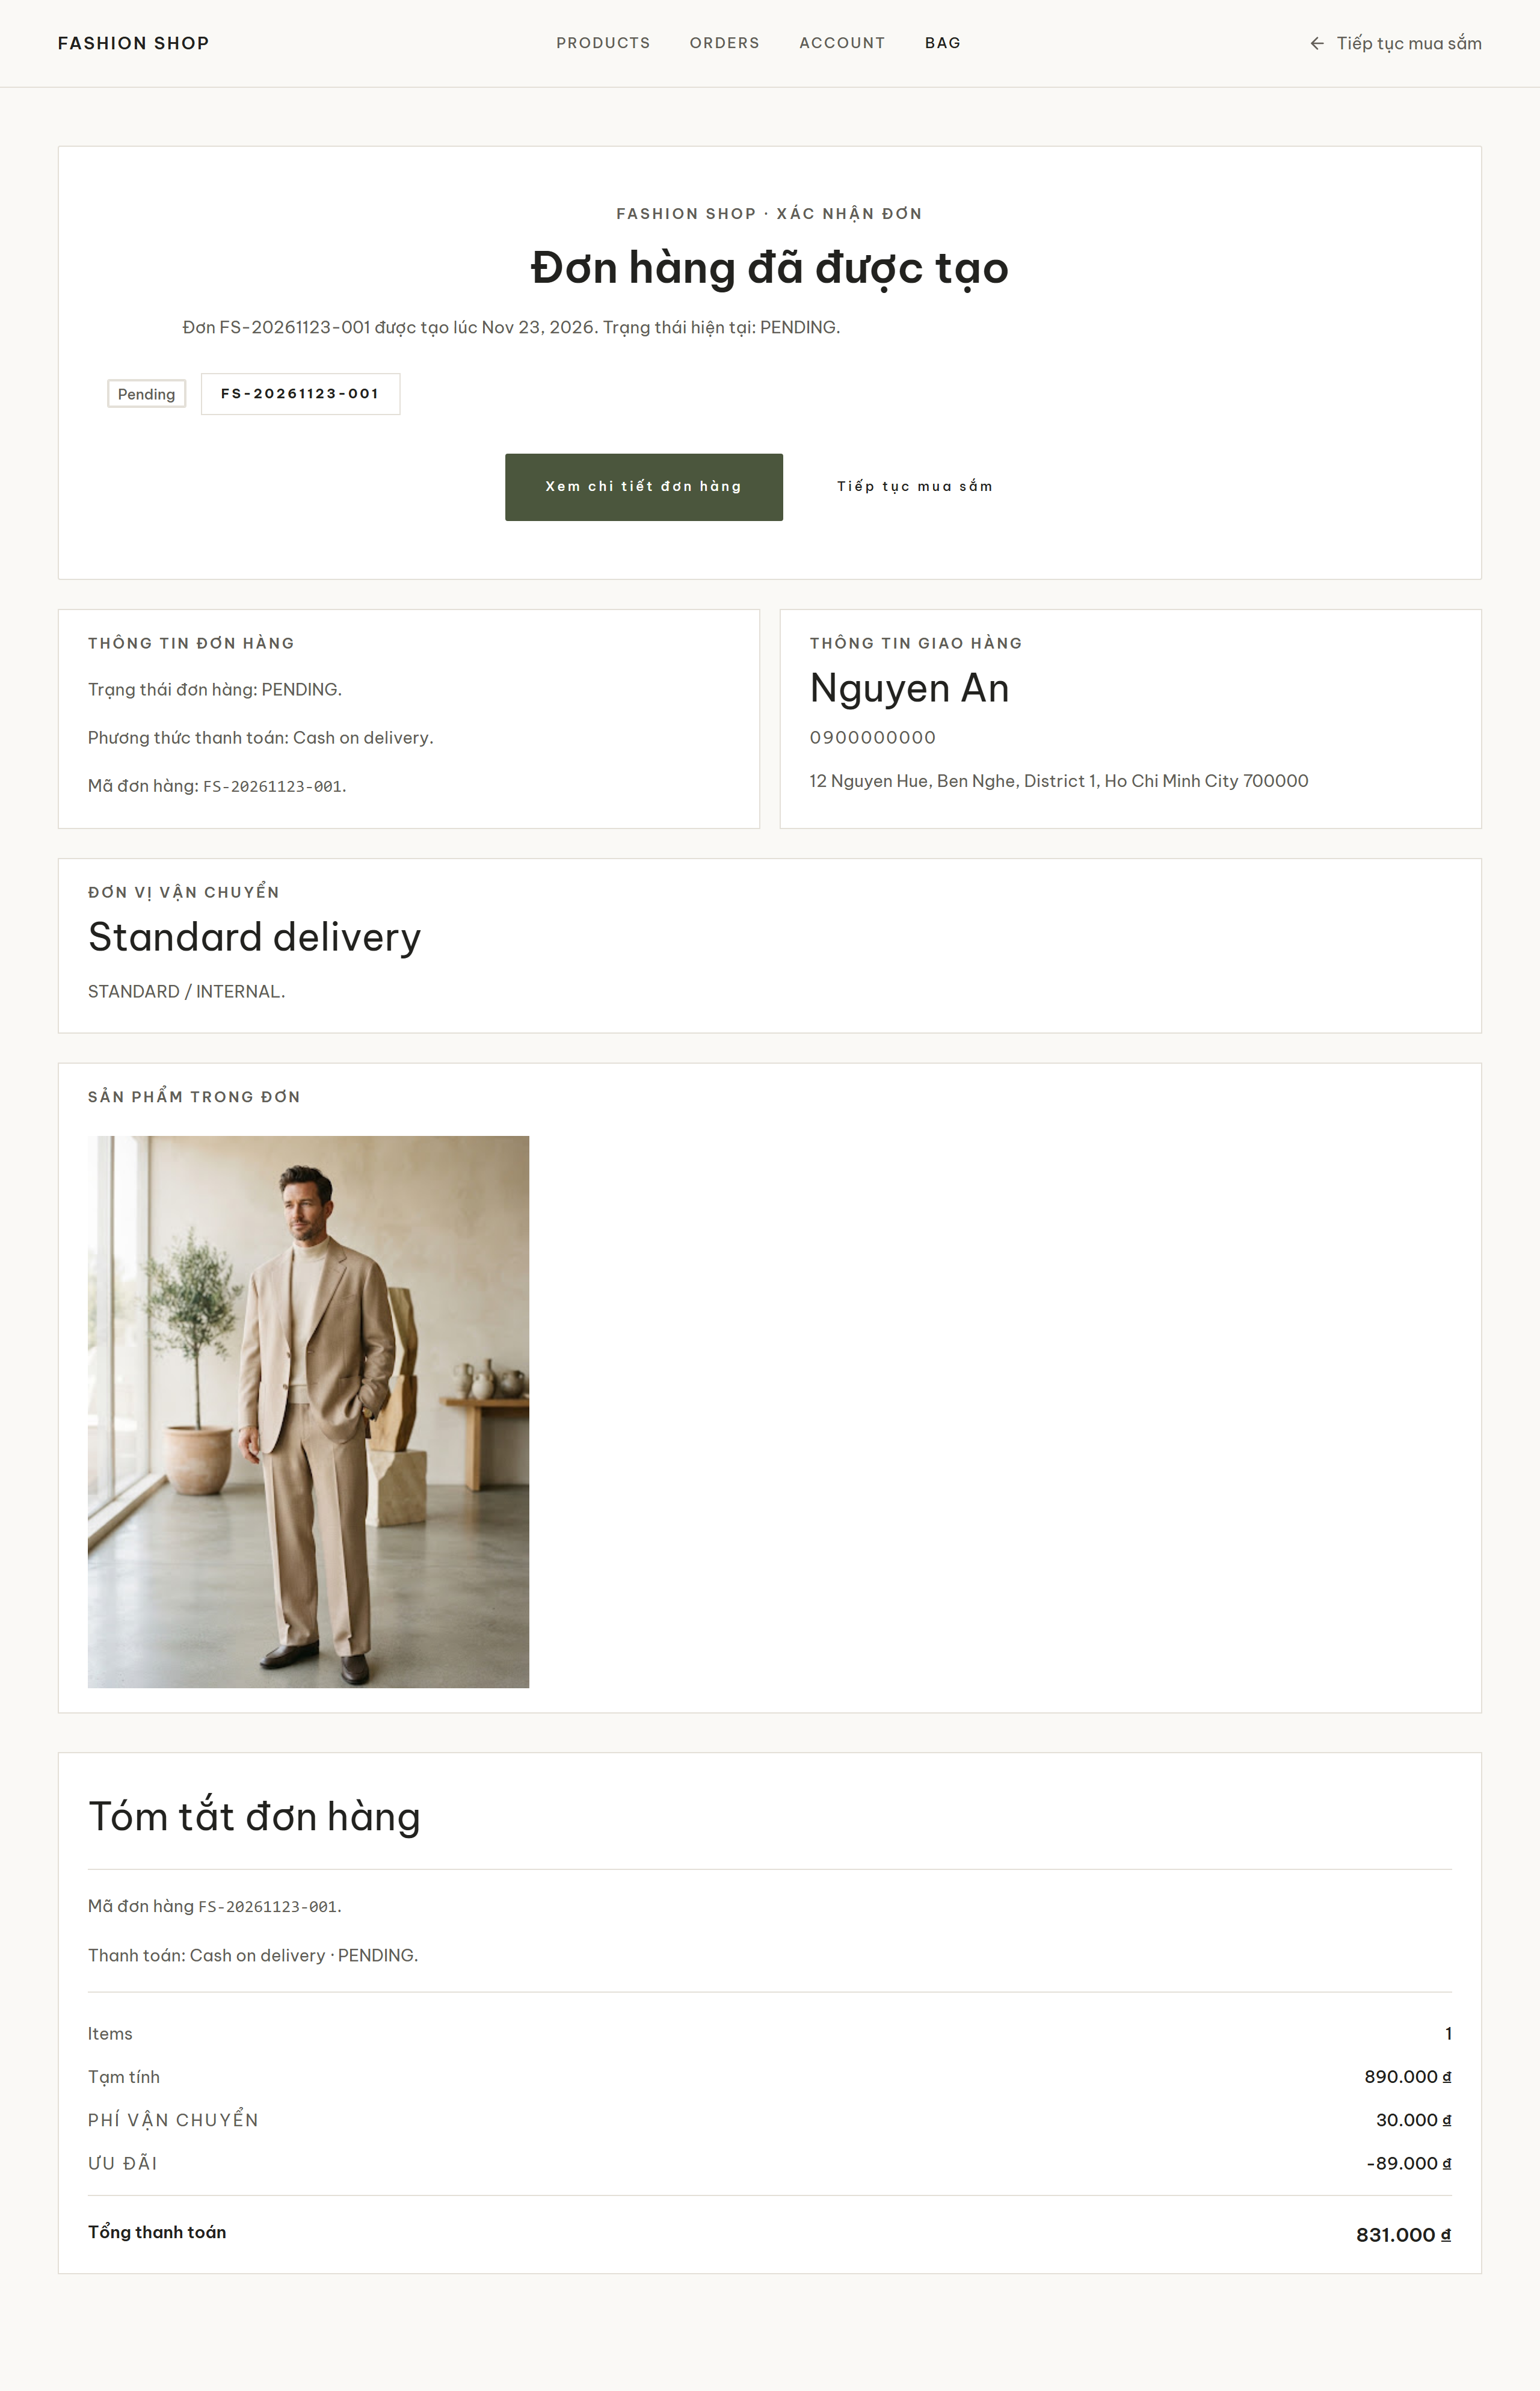 FASHION SHOP
PRODUCTS ORDERS ACCOUNT BAG
← Tiếp tục mua sắm
FASHION SHOP · XÁC NHẬN ĐƠN
Đơn hàng đã được tạo
Đơn FS-20261123-001 được tạo lúc Nov 23, 2026. Trạng thái hiện tại: PENDING.
Pending
FS-20261123-001
Xem chi tiết đơn hàng
Tiếp tục mua sắm
THÔNG TIN ĐƠN HÀNG
Trạng thái đơn hàng: PENDING.
Phương thức thanh toán: Cash on delivery.
Mã đơn hàng: FS-20261123-001.
THÔNG TIN GIAO HÀNG
Nguyen An
0900000000
12 Nguyen Hue, Ben Nghe, District 1, Ho Chi Minh City 700000
ĐƠN VỊ VẬN CHUYỂN
Standard delivery
STANDARD / INTERNAL.
SẢN PHẨM TRONG ĐƠN
Tóm tắt đơn hàng
Mã đơn hàng FS-20261123-001.
Thanh toán: Cash on delivery · PENDING.
Items 1
Tạm tính 890.000 ₫
PHÍ VẬN CHUYỂN 30.000 ₫
ƯU ĐÃI -89.000 ₫
Tổng thanh toán 831.000 ₫